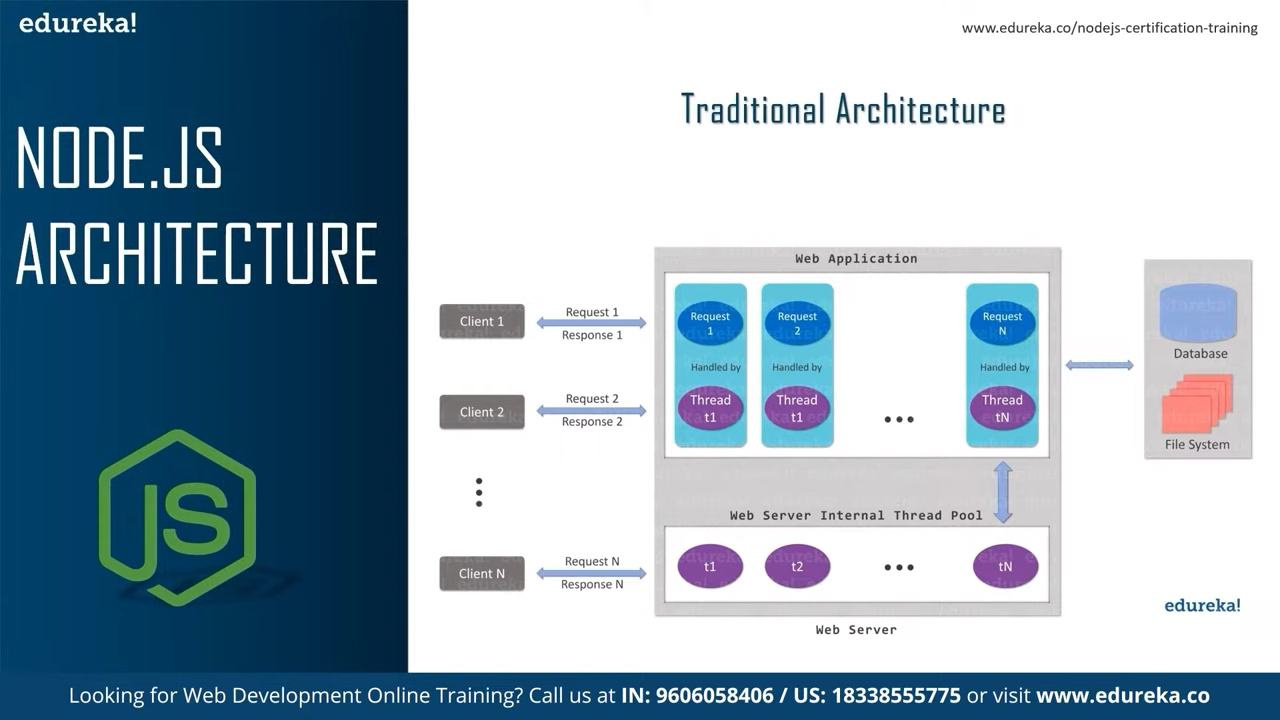 edureka!
www.edureka.co/nodejs-certification-training
NODE.JS
ARCHITECTURE
JS
Traditional Architecture
Client 1
Request 1
Response 1
Client 2
Request 2
Response 2
Client N
Request N
Response N
Web Application
Request
1
Handled by
Thread
t1
Request
2
Handled by
Thread
t1
Request
N
Handled by
Thread
tN
Web Server Internal Thread Pool
t1
t2
tN
Web Server
Database
File System
edureka!
Looking for Web Development Online Training? Call us at IN: 9606058406 / US: 18338555775 or visit www.edureka.co